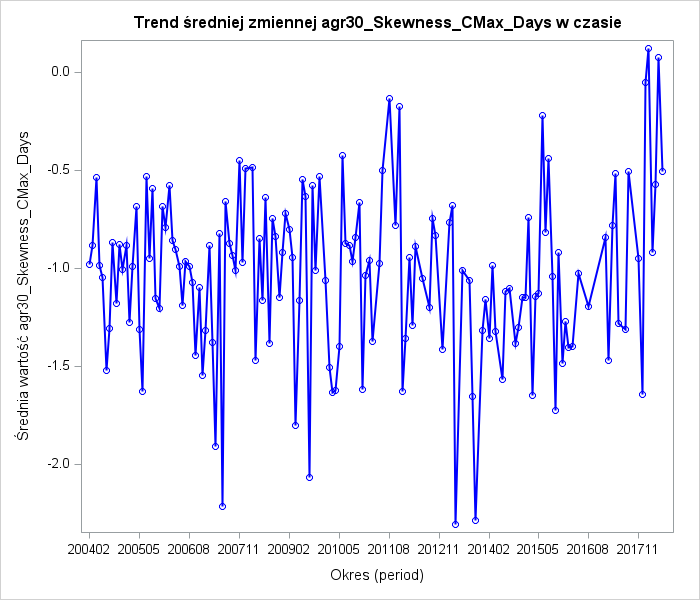 Trend średniej zmiennej agr30_Skewness_CMax_Days w czasie
Średnia wartość agr30_Skewness_CMax_Days
0.0
-0.5
-1.0
-1.5
-2.0
200402 200505 200608 200711 200902 201005 201108 201211 201402 201505 201608 201711
Okres (period)